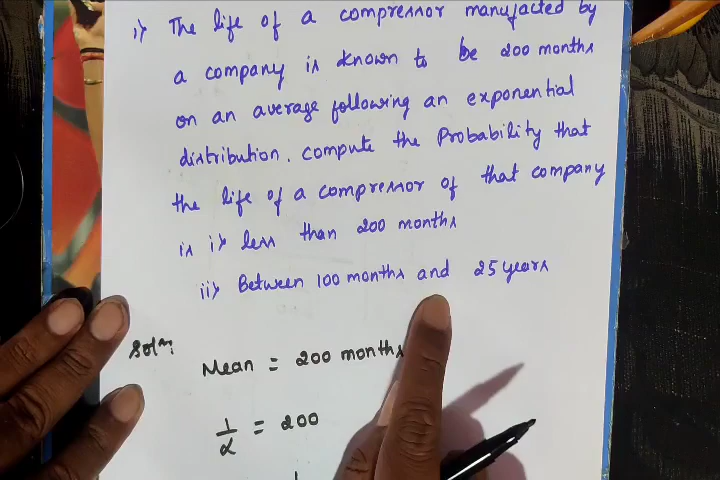 i) The life of a compressor manufacted by
a company is known to be 200 months
on an average following an exponential
distribution. compute the Probability that
the life of a compressor of that company
is i) less than 200 months
ii) Between 100 months and 25 years
Soln:
Mean = 200 months
1/α = 200
1